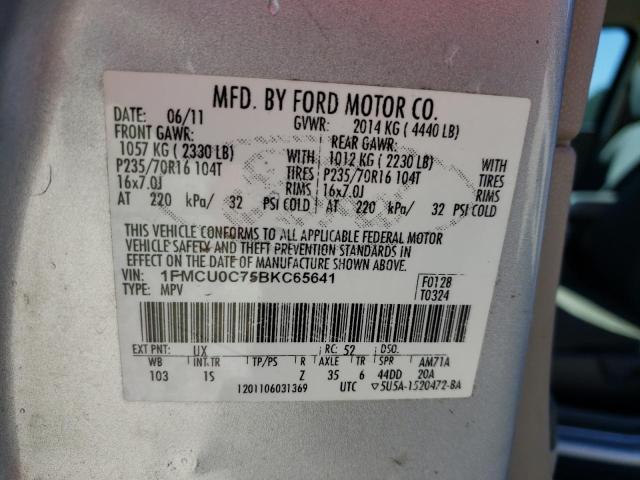 MFD. BY FORD MOTOR CO.
DATE: 06/11 GVWR: 2014 KG ( 4440 LB)
FRONT GAWR: REAR GAWR:
1057 KG ( 2330 LB) WITH 1012 KG ( 2230 LB) WITH
P235/70R16 104T TIRES P235/70R16 104T TIRES
16x7.0J RIMS 16x7.0J RIMS
AT 220 kPa/ 32 PSI COLD AT 220 kPa/ 32 PSI COLD
THIS VEHICLE CONFORMS TO ALL APPLICABLE FEDERAL MOTOR
VEHICLE SAFETY AND THEFT PREVENTION STANDARDS IN
EFFECT ON THE DATE OF MANUFACTURE SHOWN ABOVE.
VIN: 1FMCU0C75BKC65641 F0128
TYPE: MPV T0324
EXT PNT: UX RC: 52 DSO:
WB INT TR TP/PS R AXLE TR SPR AM71A
103 1S Z 35 6 44DD 20A
1201106031369 UTC ▽5U5A-1520472-BA